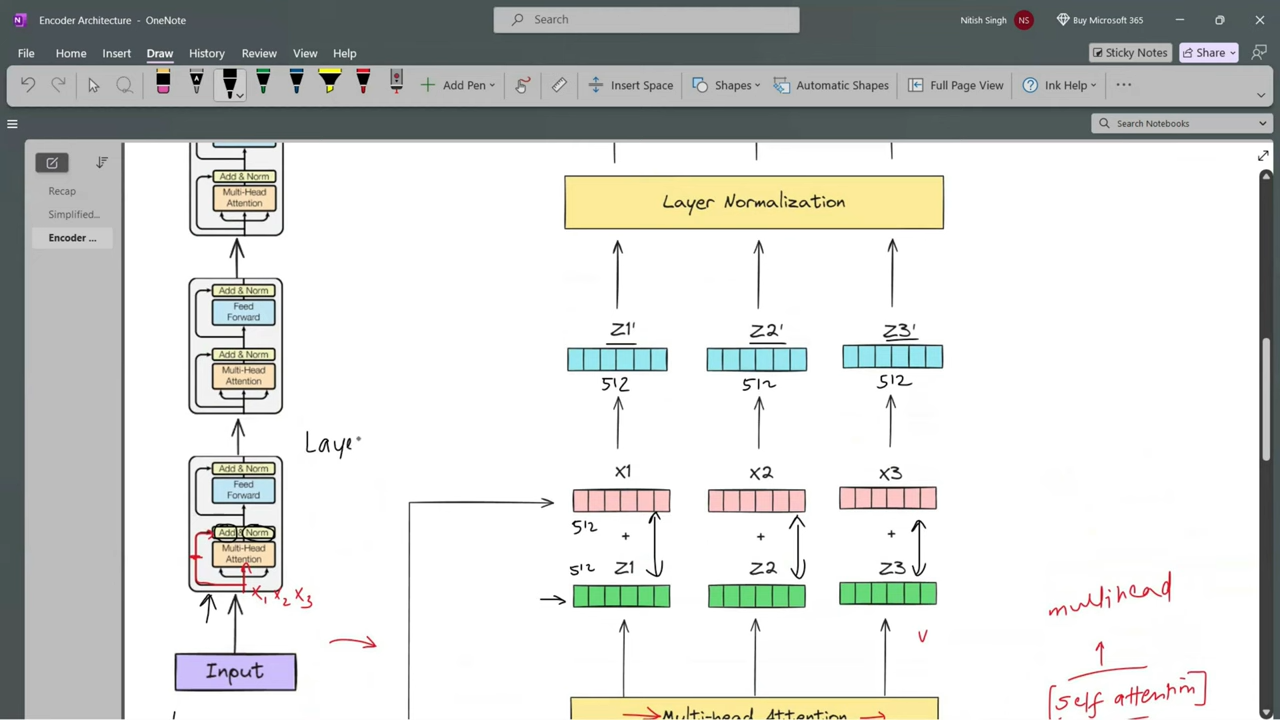 Encoder Architecture - OneNote
Search
Nitish Singh NS
Buy Microsoft 365
File Home Insert Draw History Review View Help
Sticky Notes
Share
Add Pen
Insert Space
Shapes
Automatic Shapes
Full Page View
Ink Help
Search Notebooks
Recap
Simplified...
Encoder ...
Add & Norm
Multi-Head
Attention
Add & Norm
Feed
Forward
Add & Norm
Multi-Head
Attention
Laye
Add & Norm
Feed
Forward
Add & Norm
Multi-Head
Attention
X1 X2 X3
Input
Layer Normalization
Z1' Z2' Z3'
512 512 512
X1 X2 X3
512
+ + +
512 Z1 Z2 Z3
V
multihead
[self attention]
Multi-head Attention